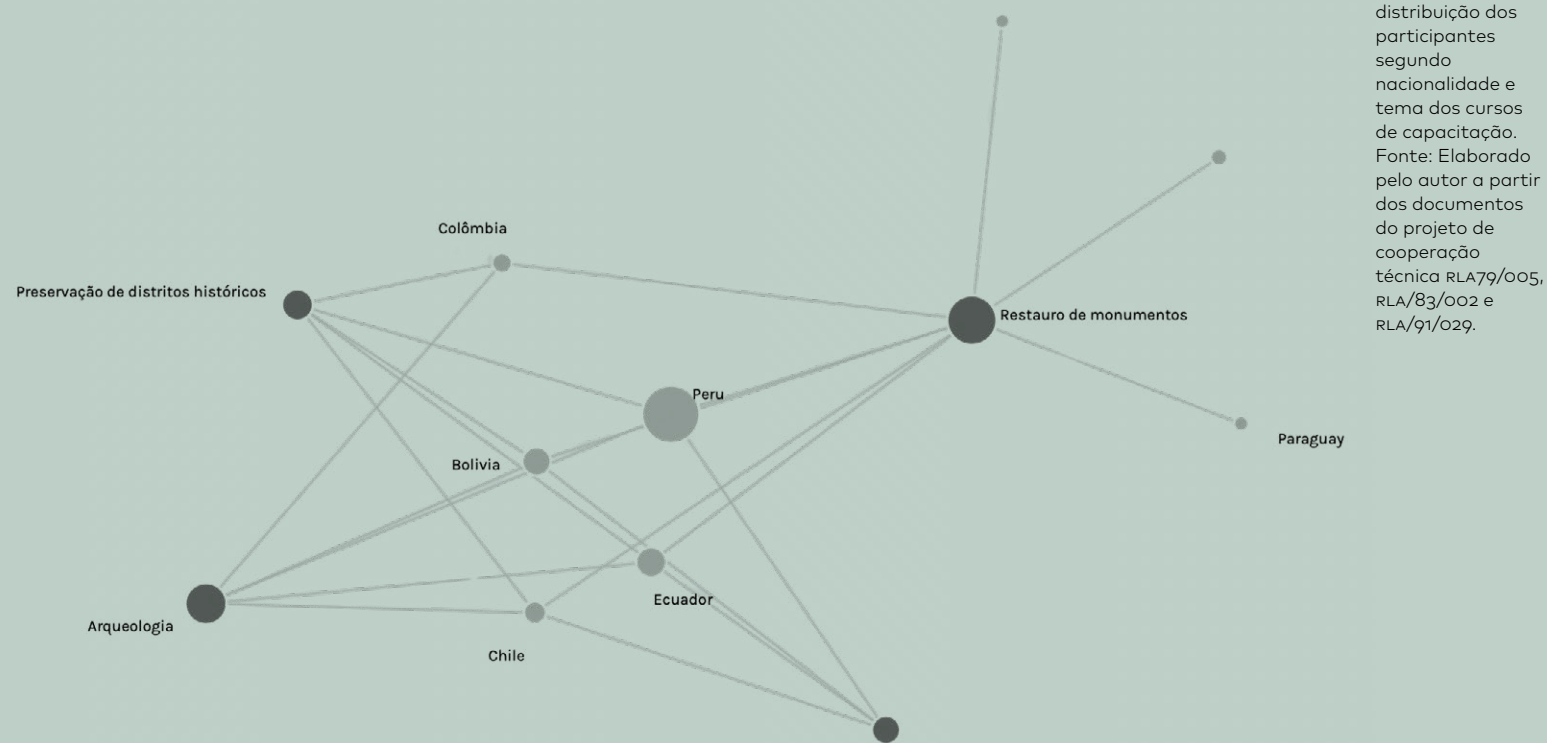 distribuição dos
participantes
segundo
nacionalidade e
tema dos cursos
de capacitação.
Fonte: Elaborado
pelo autor a partir
dos documentos
do projeto de
cooperação
técnica RLA79/005,
RLA/83/002 e
RLA/91/029.
Colômbia
Preservação de distritos históricos
Restauro de monumentos
Peru
Paraguay
Bolivia
Ecuador
Arqueologia
Chile